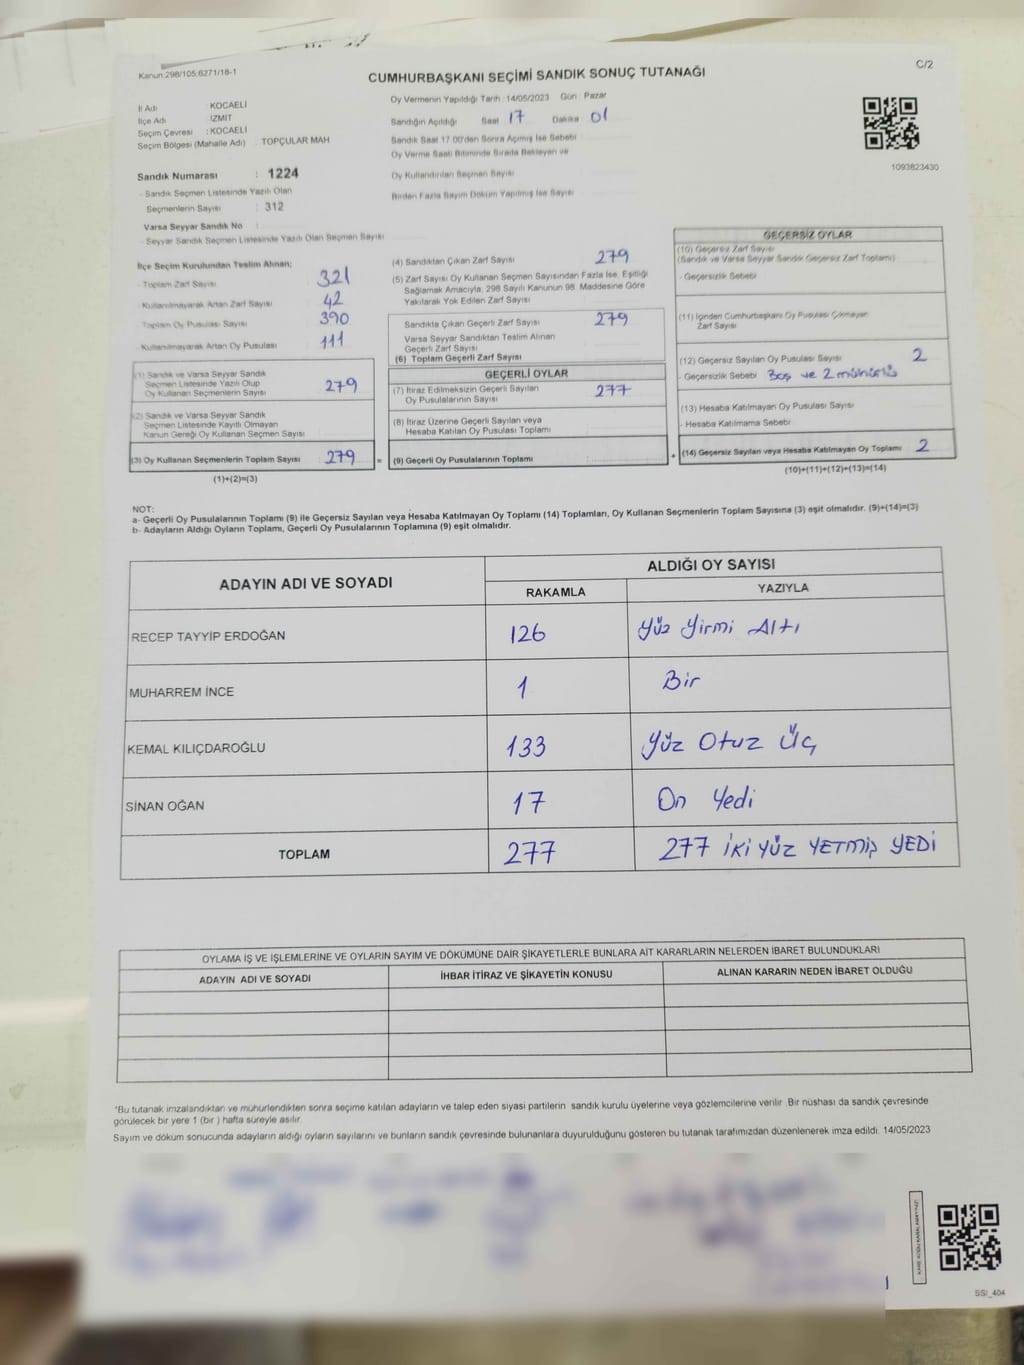 Kanun:298/105;6271/18-1
C/2
CUMHURBAŞKANI SEÇİMİ SANDIK SONUÇ TUTANAĞI
İl Adı : KOCAELİ
İlçe Adı : İZMİT
Seçim Çevresi : KOCAELİ
Seçim Bölgesi (Mahalle Adı) : TOPÇULAR MAH
Oy Vermenin Yapıldığı Tarih :14/05/2023 Gün : Pazar
Sandığın Açıldığı Saat 17 Dakika 01
Sandık Saat 17:00'den Sonra Açılmış İse Sebebi
Oy Verme Saati Bitiminde Sırada Bekleyen ve
Oy Kullandırılan Seçmen Sayısı
Birden Fazla Sayım Döküm Yapılmış İse Sayısı
1093823430
Sandık Numarası : 1224
- Sandık Seçmen Listesinde Yazılı Olan
Seçmenlerin Sayısı : 312
Varsa Seyyar Sandık No :
- Seyyar Sandık Seçmen Listesinde Yazılı Olan Seçmen Sayısı
İlçe Seçim Kurulundan Teslim Alınan;
- Toplam Zarf Sayısı 321
- Kullanılmayarak Artan Zarf Sayısı 42
- Toplam Oy Pusulası Sayısı 390
- Kullanılmayarak Artan Oy Pusulası 111
(1) Sandık ve Varsa Seyyar Sandık
Seçmen Listesinde Yazılı Olup
Oy Kullanan Seçmenlerin Sayısı 279
(2) Sandık ve Varsa Seyyar Sandık
Seçmen Listesinde Kayıtlı Olmayan
Kanun Gereği Oy Kullanan Seçmen Sayısı
(3) Oy Kullanan Seçmenlerin Toplam Sayısı 279 =
(1)+(2)=(3)
(4) Sandıktan Çıkan Zarf Sayısı 279
(5) Zarf Sayısı Oy Kullanan Seçmen Sayısından Fazla İse, Eşitliği
Sağlamak Amacıyla, 298 Sayılı Kanunun 98. Maddesine Göre
Yakılarak Yok Edilen Zarf Sayısı
Sandıkta Çıkan Geçerli Zarf Sayısı 279
Varsa Seyyar Sandıktan Teslim Alınan
Geçerli Zarf Sayısı
(6) Toplam Geçerli Zarf Sayısı
GEÇERLİ OYLAR
(7) İtiraz Edilmeksizin Geçerli Sayılan
Oy Pusulalarının Sayısı 277
(8) İtiraz Üzerine Geçerli Sayılan veya
Hesaba Katılan Oy Pusulası Toplamı
(9) Geçerli Oy Pusulalarının Toplamı +
GEÇERSİZ OYLAR
(10) Geçersiz Zarf Sayısı
(Sandık ve Varsa Seyyar Sandık Geçersiz Zarf Toplamı)
- Geçersizlik Sebebi
(11) İçinden Cumhurbaşkanı Oy Pusulası Çıkmayan
Zarf Sayısı
(12) Geçersiz Sayılan Oy Pusulası Sayısı 2
- Geçersizlik Sebebi Boş ve 2 mühürlü
(13) Hesaba Katılmayan Oy Pusulası Sayısı
- Hesaba Katılmama Sebebi
(14) Geçersiz Sayılan veya Hesaba Katılmayan Oy Toplamı 2
(10)+(11)+(12)+(13)=(14)
NOT:
a- Geçerli Oy Pusulalarının Toplamı (9) ile Geçersiz Sayılan veya Hesaba Katılmayan Oy Toplamı (14) Toplamları, Oy Kullanan Seçmenlerin Toplam Sayısına (3) eşit olmalıdır. (9)+(14)=(3)
b- Adayların Aldığı Oyların Toplamı, Geçerli Oy Pusulalarının Toplamına (9) eşit olmalıdır.
ADAYIN ADI VE SOYADI
ALDIĞI OY SAYISI
RAKAMLA YAZIYLA
RECEP TAYYİP ERDOĞAN 126 Yüz Yirmi Altı
MUHARREM İNCE 1 Bir
KEMAL KILIÇDAROĞLU 133 Yüz Otuz Üç
SİNAN OĞAN 17 On Yedi
TOPLAM 277 277 İKİ YÜZ YETMİŞ YEDİ
OYLAMA İŞ VE İŞLEMLERİNE VE OYLARIN SAYIM VE DÖKÜMÜNE DAİR ŞİKAYETLERLE BUNLARA AİT KARARLARIN NELERDEN İBARET BULUNDUKLARI
ADAYIN ADI VE SOYADI İHBAR İTİRAZ VE ŞİKAYETİN KONUSU ALINAN KARARIN NEDEN İBARET OLDUĞU
*Bu tutanak imzalandıktan ve mühürlendikten sonra seçime katılan adayların ve talep eden siyasi partilerin sandık kurulu üyelerine veya gözlemcilerine verilir .Bir nüshası da sandık çevresinde
görülecek bir yere 1 (bir ) hafta süreyle asılır.
Sayım ve döküm sonucunda adayların aldığı oyların sayılarını ve bunların sandık çevresinde bulunanlara duyurulduğunu gösteren bu tutanak tarafımızdan düzenlenerek imza edildi. 14/05/2023
SSI_404